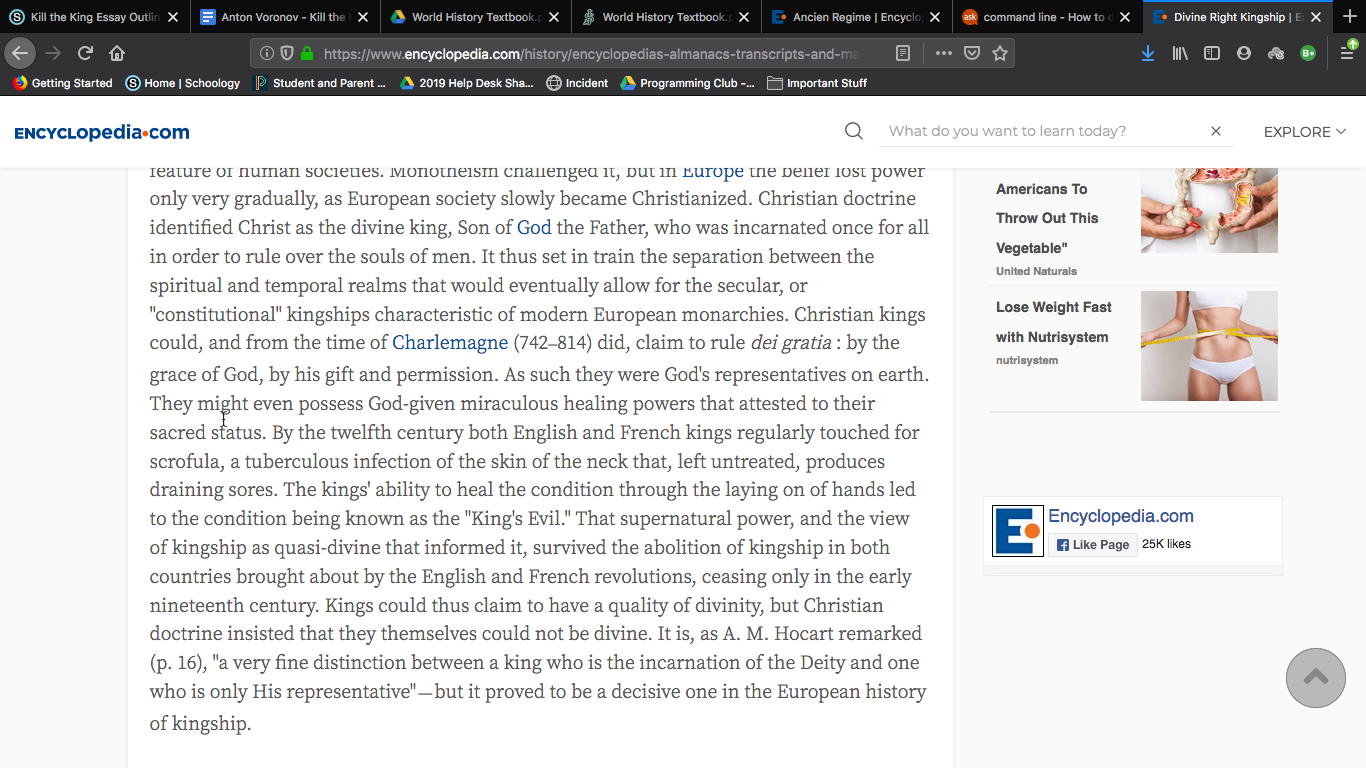 Kill the King Essay Outlin
Anton Voronov - Kill the
World History Textbook.
World History Textbook.
Ancien Regime | Encyclo
ask
command line - How to
Divine Right Kingship |
https://www.encyclopedia.com/history/encyclopedias-almanacs-transcripts-and-ma
B+
Getting Started
Home | Schoology
Student and Parent ...
2019 Help Desk Sha...
Incident
Programming Club -...
Important Stuff
ENCYCLOpedia.com
What do you want to learn today?
EXPLORE
feature of human societies. Monotheism challenged it, but in Europe the belief lost power
only very gradually, as European society slowly became Christianized. Christian doctrine
identified Christ as the divine king, Son of God the Father, who was incarnated once for all
in order to rule over the souls of men. It thus set in train the separation between the
spiritual and temporal realms that would eventually allow for the secular, or
"constitutional" kingships characteristic of modern European monarchies. Christian kings
could, and from the time of Charlemagne (742–814) did, claim to rule dei gratia : by the
grace of God, by his gift and permission. As such they were God's representatives on earth.
They might even possess God-given miraculous healing powers that attested to their
sacred status. By the twelfth century both English and French kings regularly touched for
scrofula, a tuberculous infection of the skin of the neck that, left untreated, produces
draining sores. The kings' ability to heal the condition through the laying on of hands led
to the condition being known as the "King's Evil." That supernatural power, and the view
of kingship as quasi-divine that informed it, survived the abolition of kingship in both
countries brought about by the English and French revolutions, ceasing only in the early
nineteenth century. Kings could thus claim to have a quality of divinity, but Christian
doctrine insisted that they themselves could not be divine. It is, as A. M. Hocart remarked
(p. 16), "a very fine distinction between a king who is the incarnation of the Deity and one
who is only His representative"—but it proved to be a decisive one in the European history
of kingship.
Americans To
Throw Out This
Vegetable"
United Naturals
Lose Weight Fast
with Nutrisystem
nutrisystem
Encyclopedia.com
Like Page
25K likes